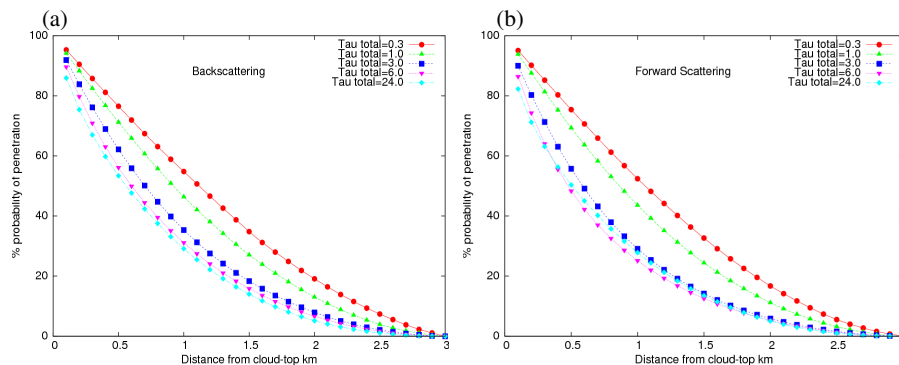 (a)
Backscattering
Tau total=0.3
Tau total=1.0
Tau total=3.0
Tau total=6.0
Tau total=24.0
% probability of penetration
100
80
60
40
20
0
0 0.5 1 1.5 2 2.5 3
Distance from cloud-top km
(b)
Forward Scattering
Tau total=0.3
Tau total=1.0
Tau total=3.0
Tau total=6.0
Tau total=24.0
% probability of penetration
100
80
60
40
20
0
0 0.5 1 1.5 2 2.5
Distance from cloud-top km